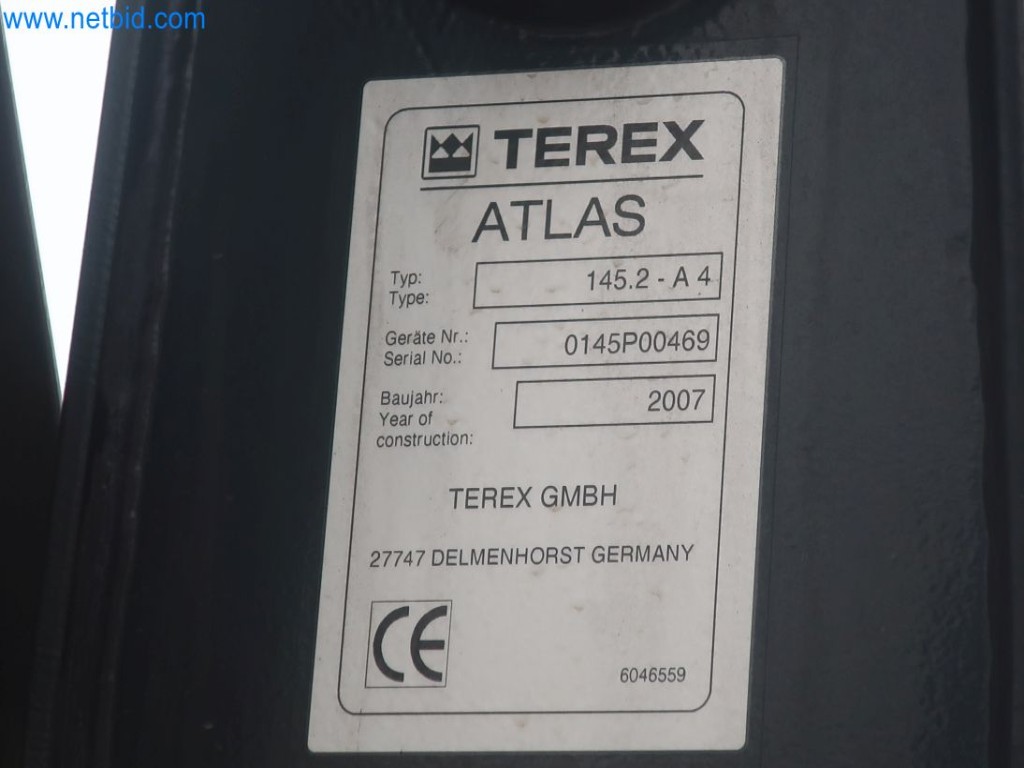 www.netbid.com
TEREX
ATLAS
Typ:
Type:
145.2 - A 4
Geräte Nr.:
Serial No.:
0145P00469
Baujahr:
Year of
construction:
2007
TEREX GMBH
27747 DELMENHORST GERMANY
CE
6046559